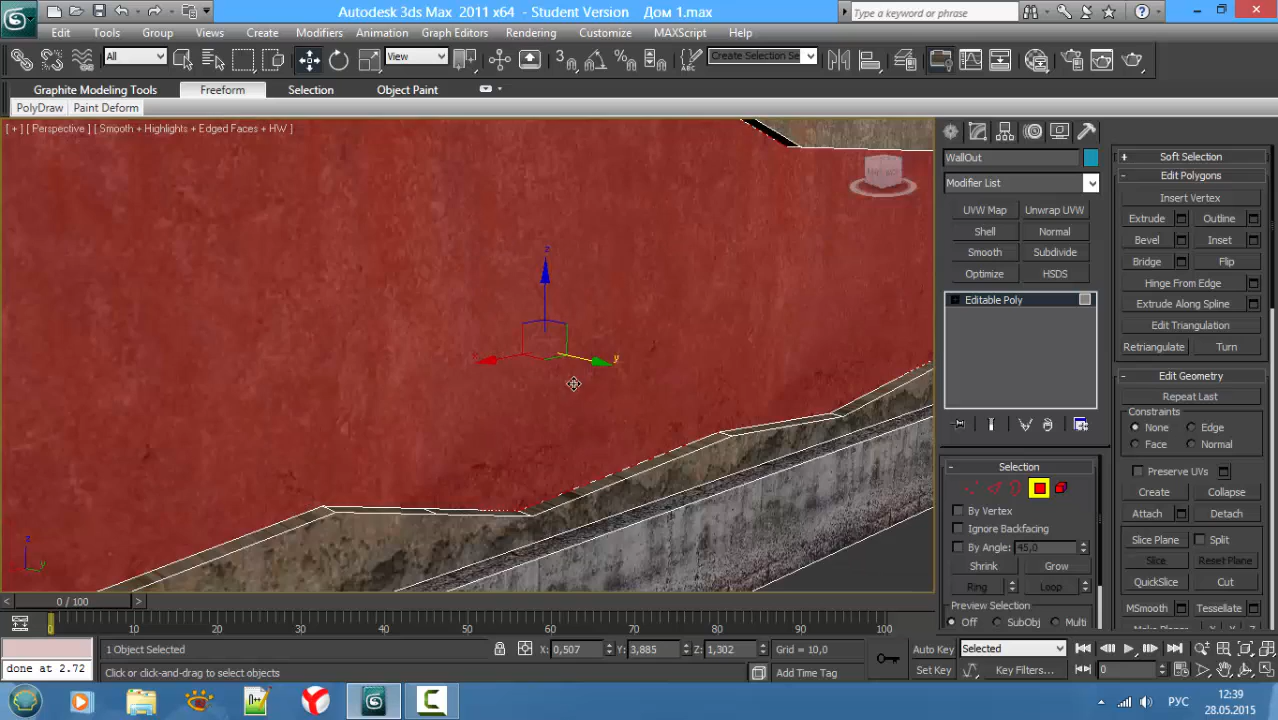 Autodesk 3ds Max 2011 x64 - Student Version Дом 1.max
Type a keyword or phrase
Edit Tools Group Views Create Modifiers Animation Graph Editors Rendering Customize MAXScript Help
All View Create Selection Se
Graphite Modeling Tools Freeform Selection Object Paint
PolyDraw Paint Deform
[ + ] [ Perspective ] [ Smooth + Highlights + Edged Faces + HW ]
z
x
y
z
y
WallOut
Modifier List
UVW Map Unwrap UVW
Shell Normal
Smooth Subdivide
Optimize HSDS
Editable Poly
Selection
By Vertex
Ignore Backfacing
By Angle: 45,0
Shrink Grow
Ring Loop
Preview Selection
Off SubObj Multi
Soft Selection
Edit Polygons
Insert Vertex
Extrude Outline
Bevel Inset
Bridge Flip
Hinge From Edge
Extrude Along Spline
Edit Triangulation
Retriangulate Turn
Edit Geometry
Repeat Last
Constraints
None Edge
Face Normal
Preserve UVs
Create Collapse
Attach Detach
Slice Plane Split
Slice Reset Plane
QuickSlice Cut
MSmooth Tessellate
Make Planar X Y Z
0 / 100
0 10 20 30 40 50 60 70 80 90 100
1 Object Selected X: 0,507 Y: 3,885 Z: 1,302 Grid = 10,0 Auto Key Selected
done at 2.72 Click or click-and-drag to select objects Add Time Tag Set Key Key Filters... 0
РУС
12:39
28.05.2015